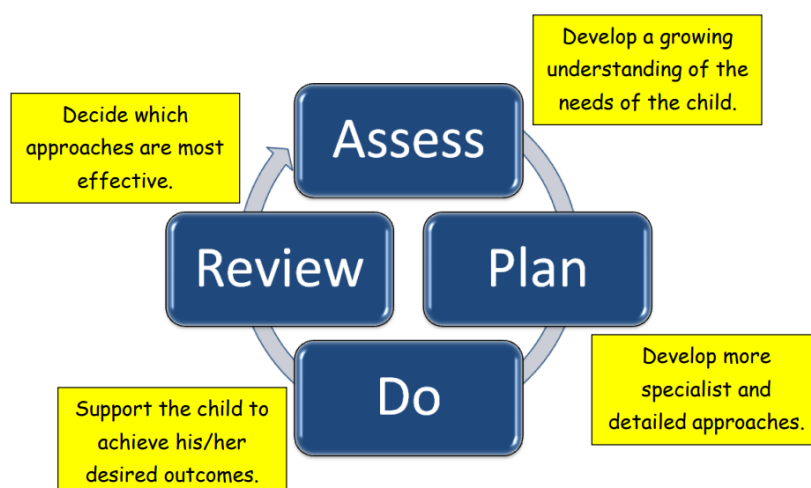 Assess
Develop a growing
understanding of the
needs of the child.
Plan
Develop more
specialist and
detailed approaches.
Do
Support the child to
achieve his/her
desired outcomes.
Review
Decide which
approaches are most
effective.